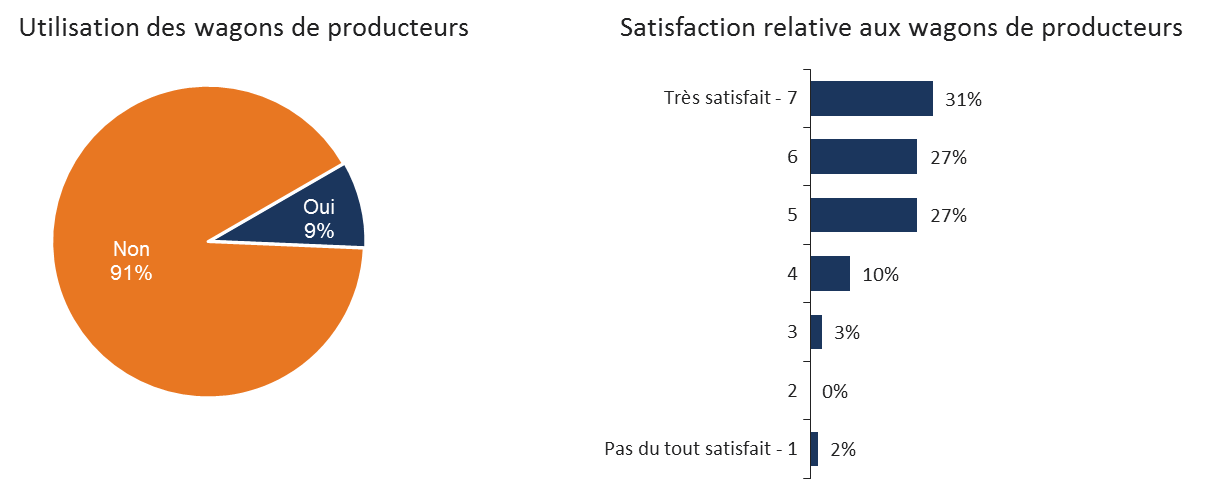 Utilisation des wagons de producteurs
Non
91%
Oui
9%
Satisfaction relative aux wagons de producteurs
Très satisfait - 7
31%
6
27%
5
27%
4
10%
3
3%
2
0%
Pas du tout satisfait - 1
2%